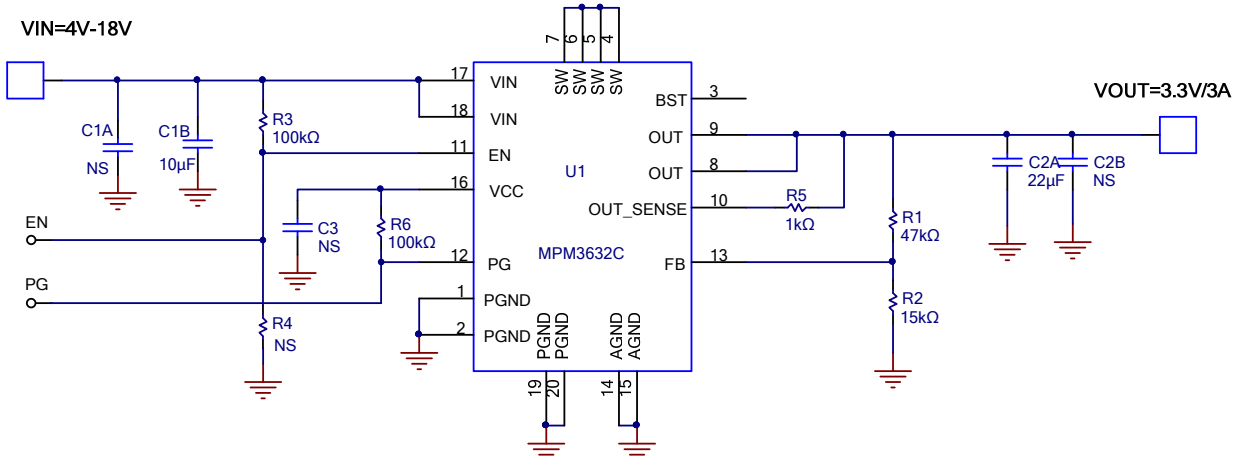 VIN=4V-18V
VOUT=3.3V/3A
7
6
5
4
SW
SW
SW
SW
17
VIN
18
VIN
11
EN
16
VCC
12
PG
1
PGND
2
PGND
BST
3
OUT
9
OUT
8
OUT_SENSE
10
FB
13
U1
MPM3632C
PGND
PGND
AGND
AGND
19
20
14
15
C1A
NS
C1B
10µF
R3
100kΩ
C3
NS
R6
100kΩ
EN
PG
R4
NS
R5
1kΩ
R1
47kΩ
R2
15kΩ
C2A
22µF
C2B
NS